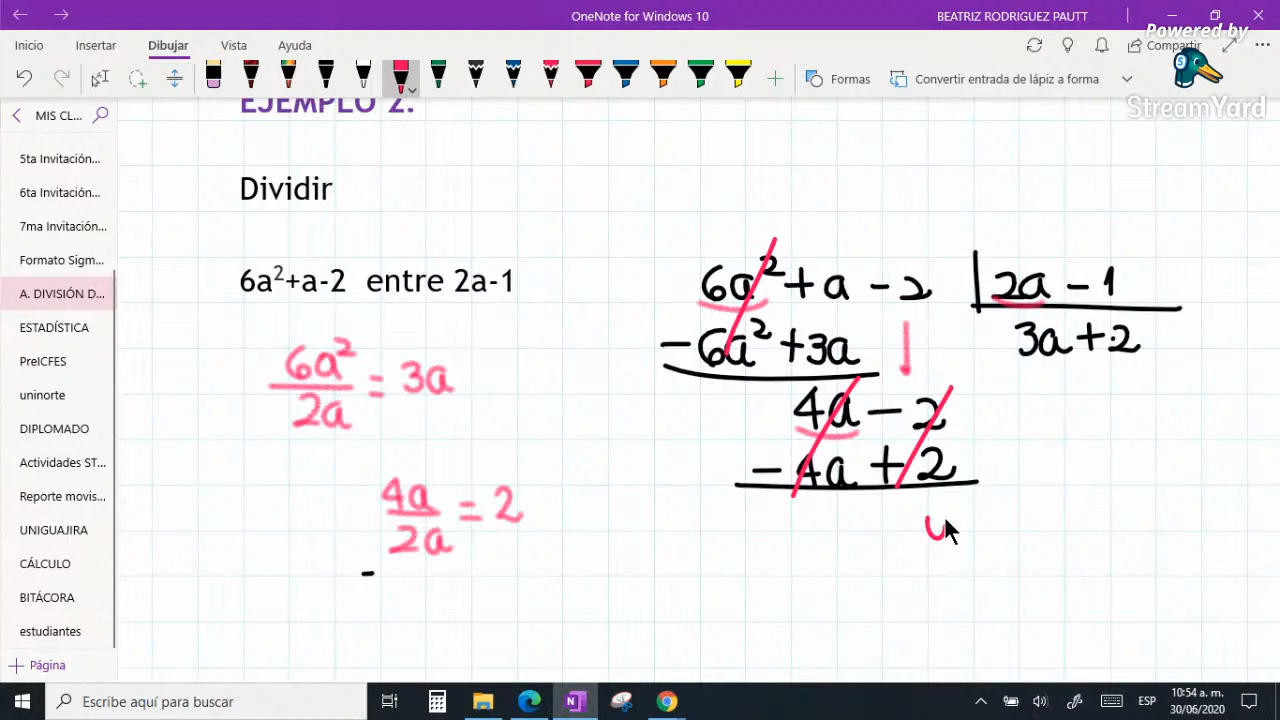 OneNote for Windows 10
BEATRIZ RODRIGUEZ PAUTT
Powered by
StreamYard
Inicio Insertar Dibujar Vista Ayuda
Compartir
Formas
Convertir entrada de lápiz a forma
MIS CL...
5ta Invitación...
6ta Invitación...
7ma Invitación...
Formato Sigm...
A. DIVISIÓN D...
ESTADÍSTICA
PreICFES
uninorte
DIPLOMADO
Actividades ST...
Reporte movis...
UNIGUAJIRA
CÁLCULO
BITÁCORA
estudiantes
Página
EJEMPLO 2.
Dividir
6a²+a-2 entre 2a-1
6a²
2a
= 3a
4a
2a
= 2
-
6a² + a - 2 | 2a - 1
- 6a² + 3a
3a + 2
4a - 2
- 4a + 2
Escribe aquí para buscar
ESP
10:54 a. m.
30/06/2020